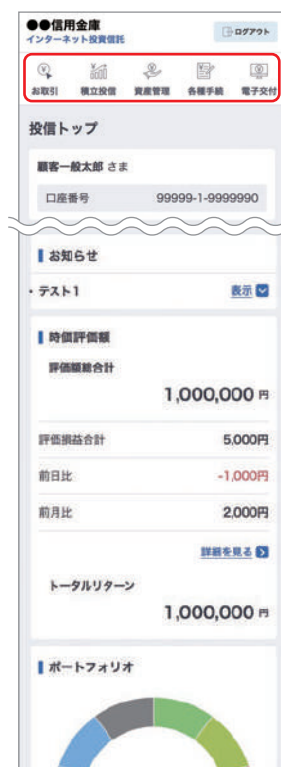 ●●信用金庫
インターネット投資信託
ログアウト
お取引 積立投信 資産管理 各種手続 電子交付
投信トップ
顧客一般太郎 さま
口座番号 99999-1-9999990
お知らせ
・テスト1 表示
時価評価額
評価額総合計
1,000,000 円
評価損益合計 5,000円
前日比 -1,000円
前月比 2,000円
詳細を見る
トータルリターン
1,000,000 円
ポートフォリオ